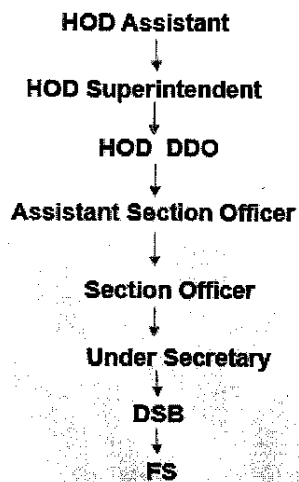 HOD Assistant
HOD Superintendent
HOD DDO
Assistant Section Officer
Section Officer
Under Secretary
DSB
FS